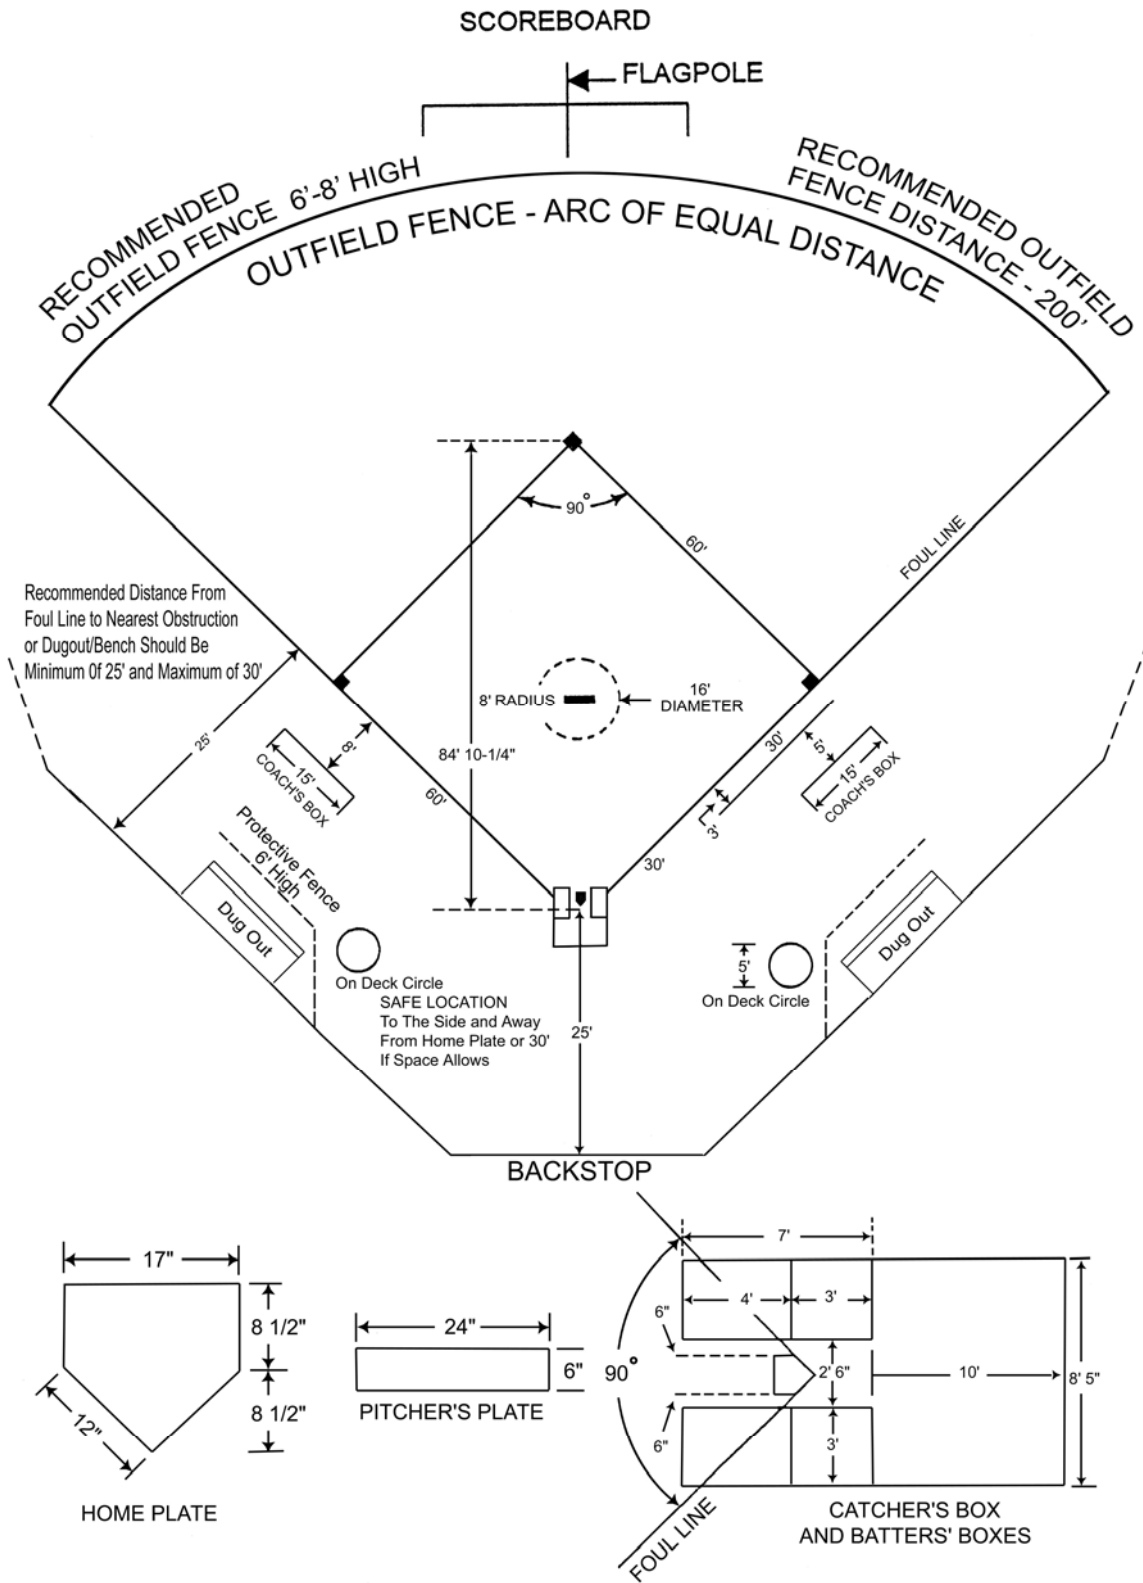 SCOREBOARD
FLAGPOLE
RECOMMENDED
OUTFIELD FENCE 6'-8' HIGH
RECOMMENDED OUTFIELD
FENCE DISTANCE - 200'
OUTFIELD FENCE - ARC OF EQUAL DISTANCE
90°
60'
FOUL LINE
Recommended Distance From
Foul Line to Nearest Obstruction
or Dugout/Bench Should Be
Minimum 0f 25' and Maximum of 30'
8' RADIUS
16'
DIAMETER
25'
8'
15'
COACH'S BOX
84' 10-1/4"
60'
30'
5'
15'
COACH'S BOX
3'
30'
Protective Fence
6' High
Dug Out
Dug Out
On Deck Circle
5'
On Deck Circle
SAFE LOCATION
To The Side and Away
From Home Plate or 30'
If Space Allows
25'
BACKSTOP
17"
8 1/2"
8 1/2"
12"
HOME PLATE
24"
6"
PITCHER'S PLATE
7'
4'
3'
6"
90°
2' 6"
10'
8' 5"
6"
3'
FOUL LINE
CATCHER'S BOX
AND BATTERS' BOXES